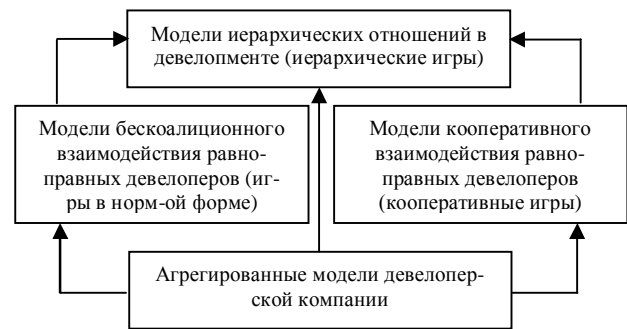 Модели иерархических отношений в
девелопменте (иерархические игры)
Модели бескоалиционного
взаимодействия равно-
правных девелоперов (иг-
ры в норм-ой форме)
Модели кооперативного
взаимодействия равно-
правных девелоперов
(кооперативные игры)
Агрегированные модели девелопер-
ской компании